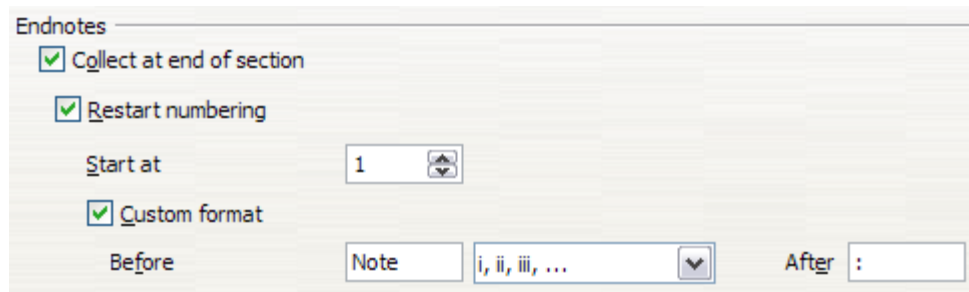 Endnotes
Collect at end of section
Restart numbering
Start at 1
Custom format
Before Note i, ii, iii, ... After :